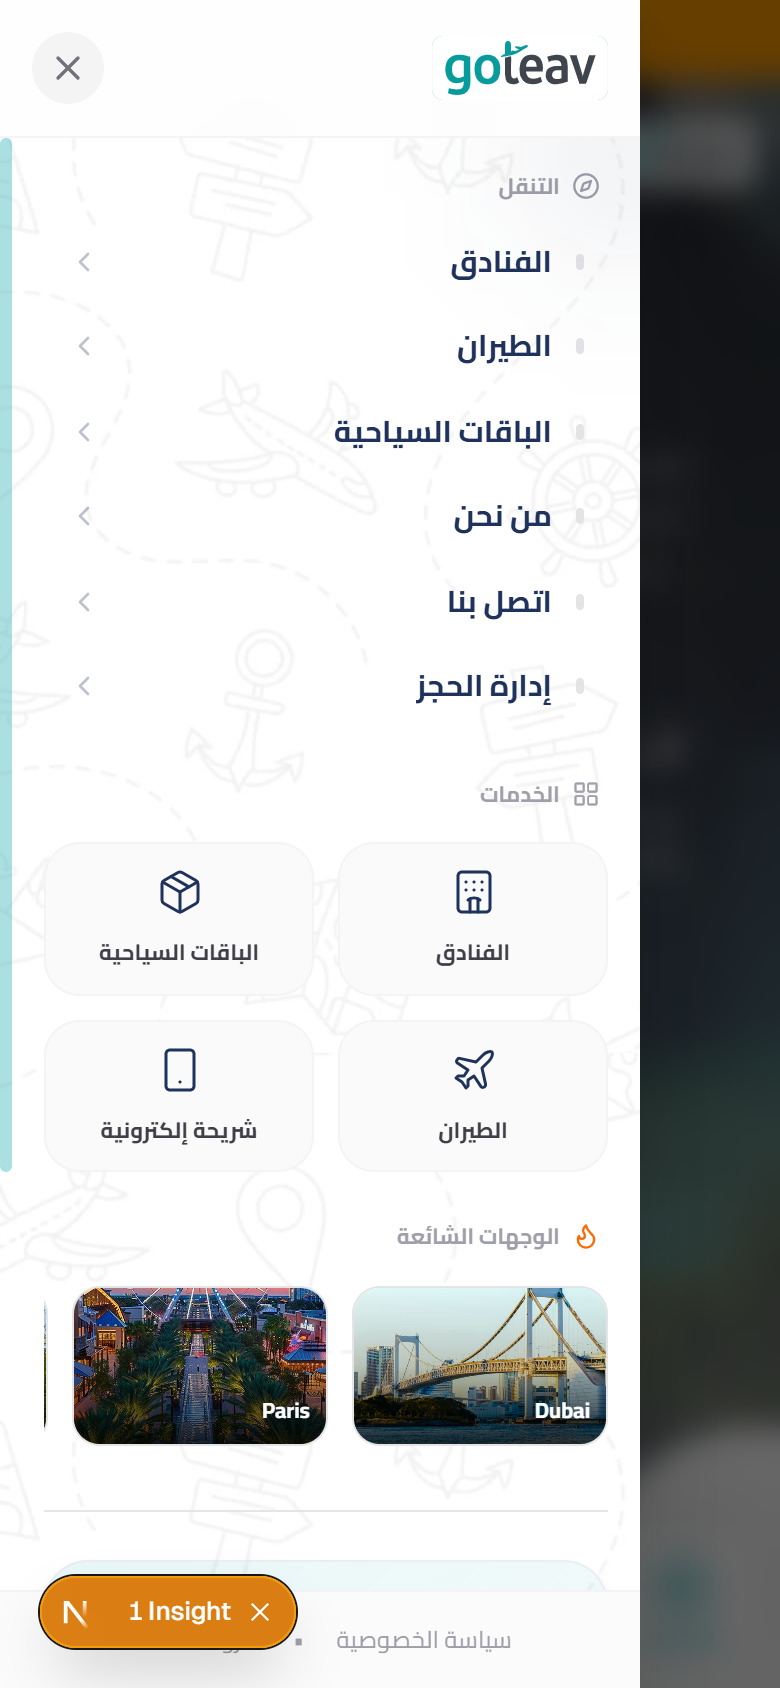 goteav
التنقل
الفنادق
الطيران
الباقات السياحية
من نحن
اتصل بنا
إدارة الحجز
الخدمات
الفنادق
الباقات السياحية
الطيران
شريحة إلكترونية
الوجهات الشائعة
Dubai
Paris
1 Insight
سياسة الخصوصية